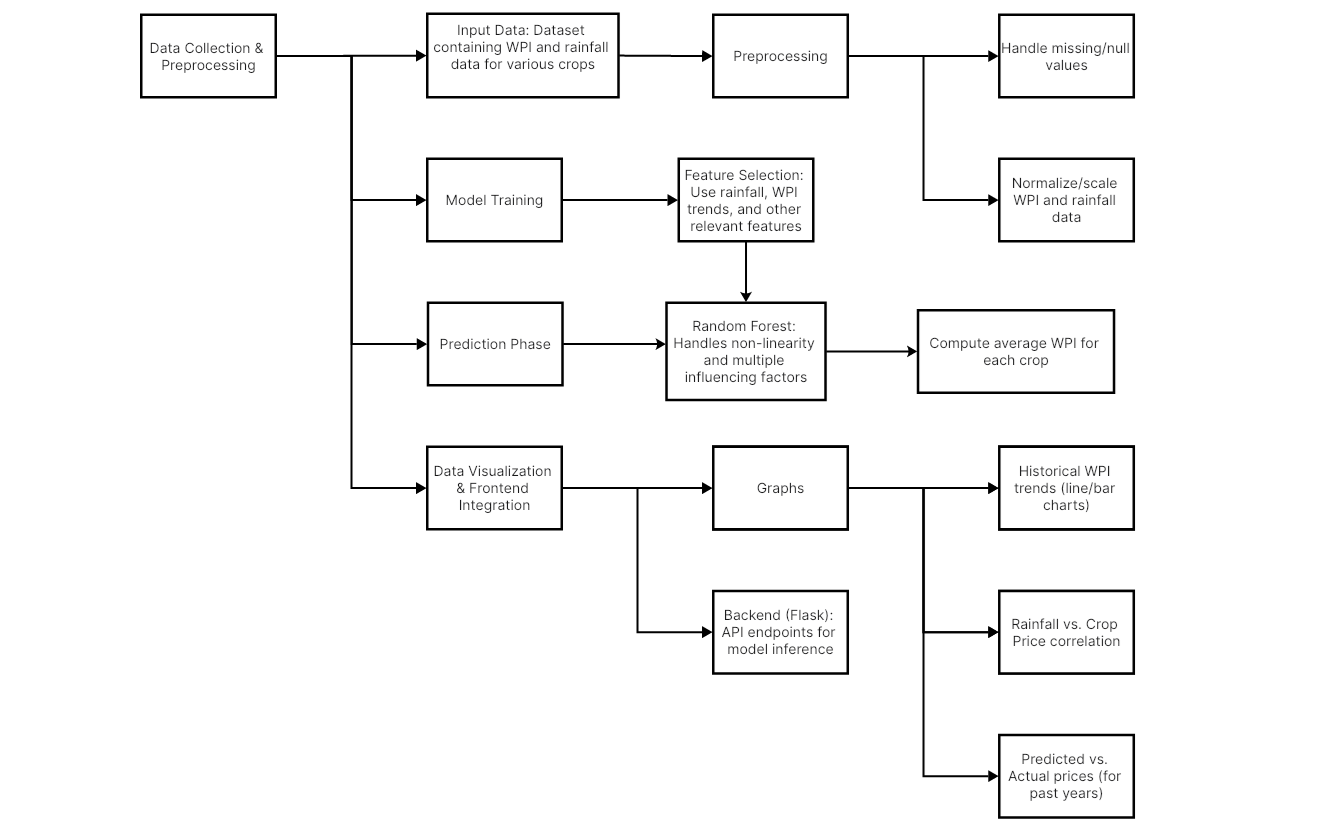 Data Collection &
Preprocessing
Input Data: Dataset
containing WPI and rainfall
data for various crops
Preprocessing
Handle missing/null
values
Model Training
Feature Selection:
Use rainfall, WPI
trends, and other
relevant features
Normalize/scale
WPI and rainfall
data
Prediction Phase
Random Forest:
Handles non-linearity
and multiple
influencing factors
Compute average WPI for
each crop
Data Visualization
& Frontend
Integration
Graphs
Historical WPI
trends (line/bar
charts)
Backend (Flask):
API endpoints for
model inference
Rainfall vs. Crop
Price correlation
Predicted vs.
Actual prices (for
past years)